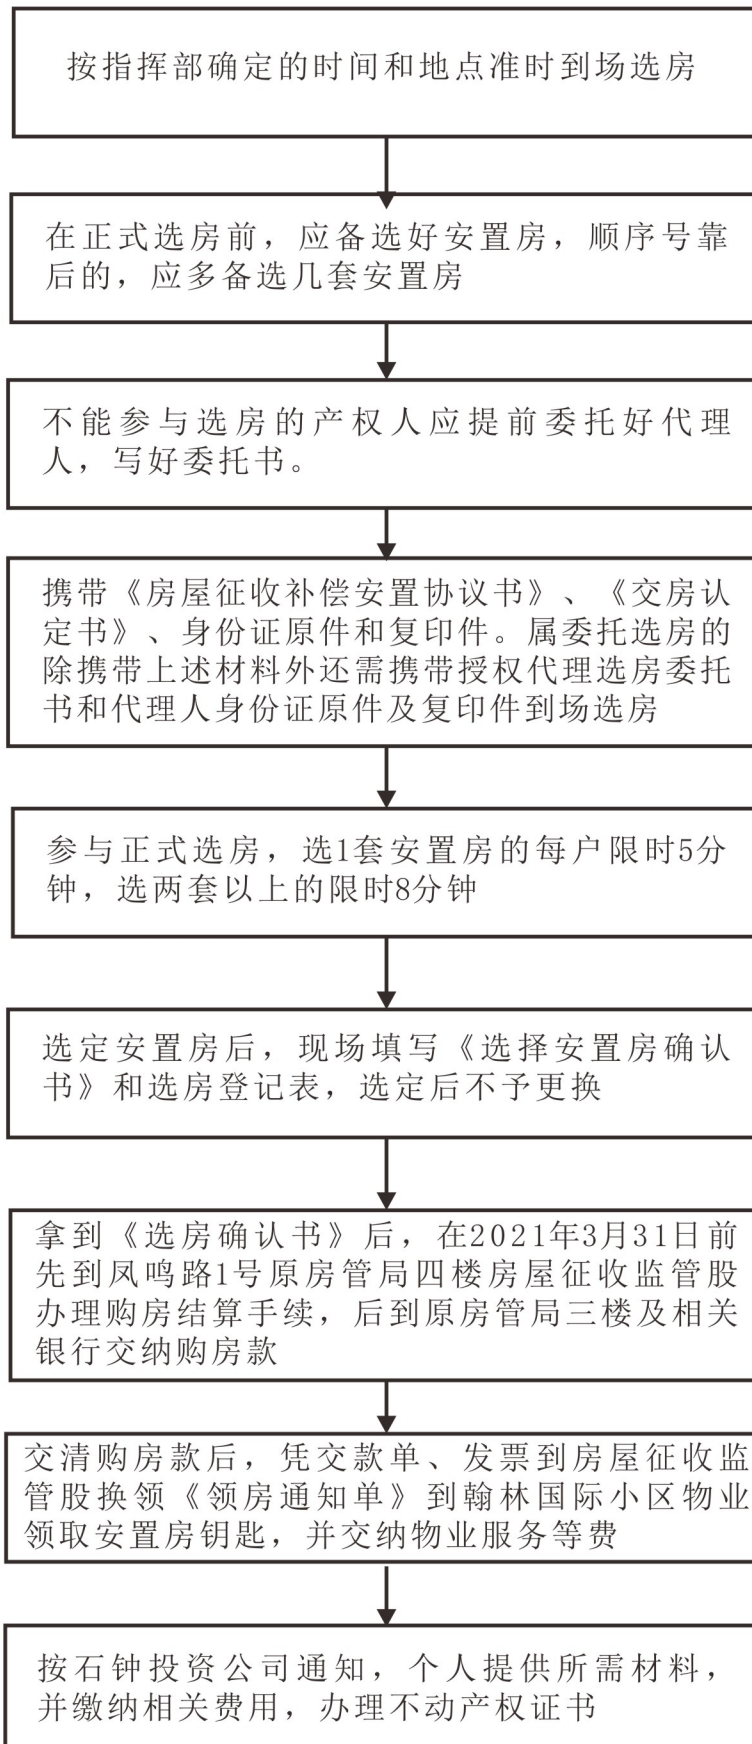 按指挥部确定的时间和地点准时到场选房
在正式选房前，应备选好安置房，顺序号靠
后的，应多备选几套安置房
不能参与选房的产权人应提前委托好代理
人，写好委托书。
携带《房屋征收补偿安置协议书》、《交房认
定书》、身份证原件和复印件。属委托选房的
除携带上述材料外还需携带授权代理选房委托
书和代理人身份证原件及复印件到场选房
参与正式选房，选1套安置房的每户限时5分
钟，选两套以上的限时8分钟
选定安置房后，现场填写《选择安置房确认
书》和选房登记表，选定后不予更换
拿到《选房确认书》后，在2021年3月31日前
先到凤鸣路1号原房管局四楼房屋征收监管股
办理购房结算手续，后到原房管局三楼及相关
银行交纳购房款
交清购房款后，凭交款单、发票到房屋征收监
管股换领《领房通知单》到翰林国际小区物业
领取安置房钥匙，并交纳物业服务等费
按石钟投资公司通知，个人提供所需材料，
并缴纳相关费用，办理不动产权证书